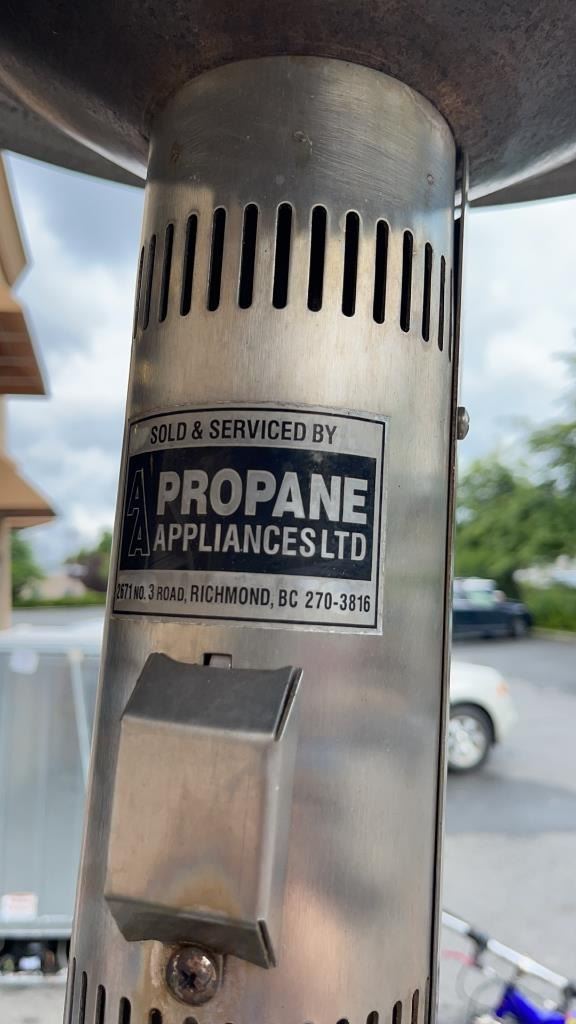 SOLD & SERVICED BY
AA PROPANE
APPLIANCES LTD
2671 NO. 3 ROAD, RICHMOND, BC 270-3816